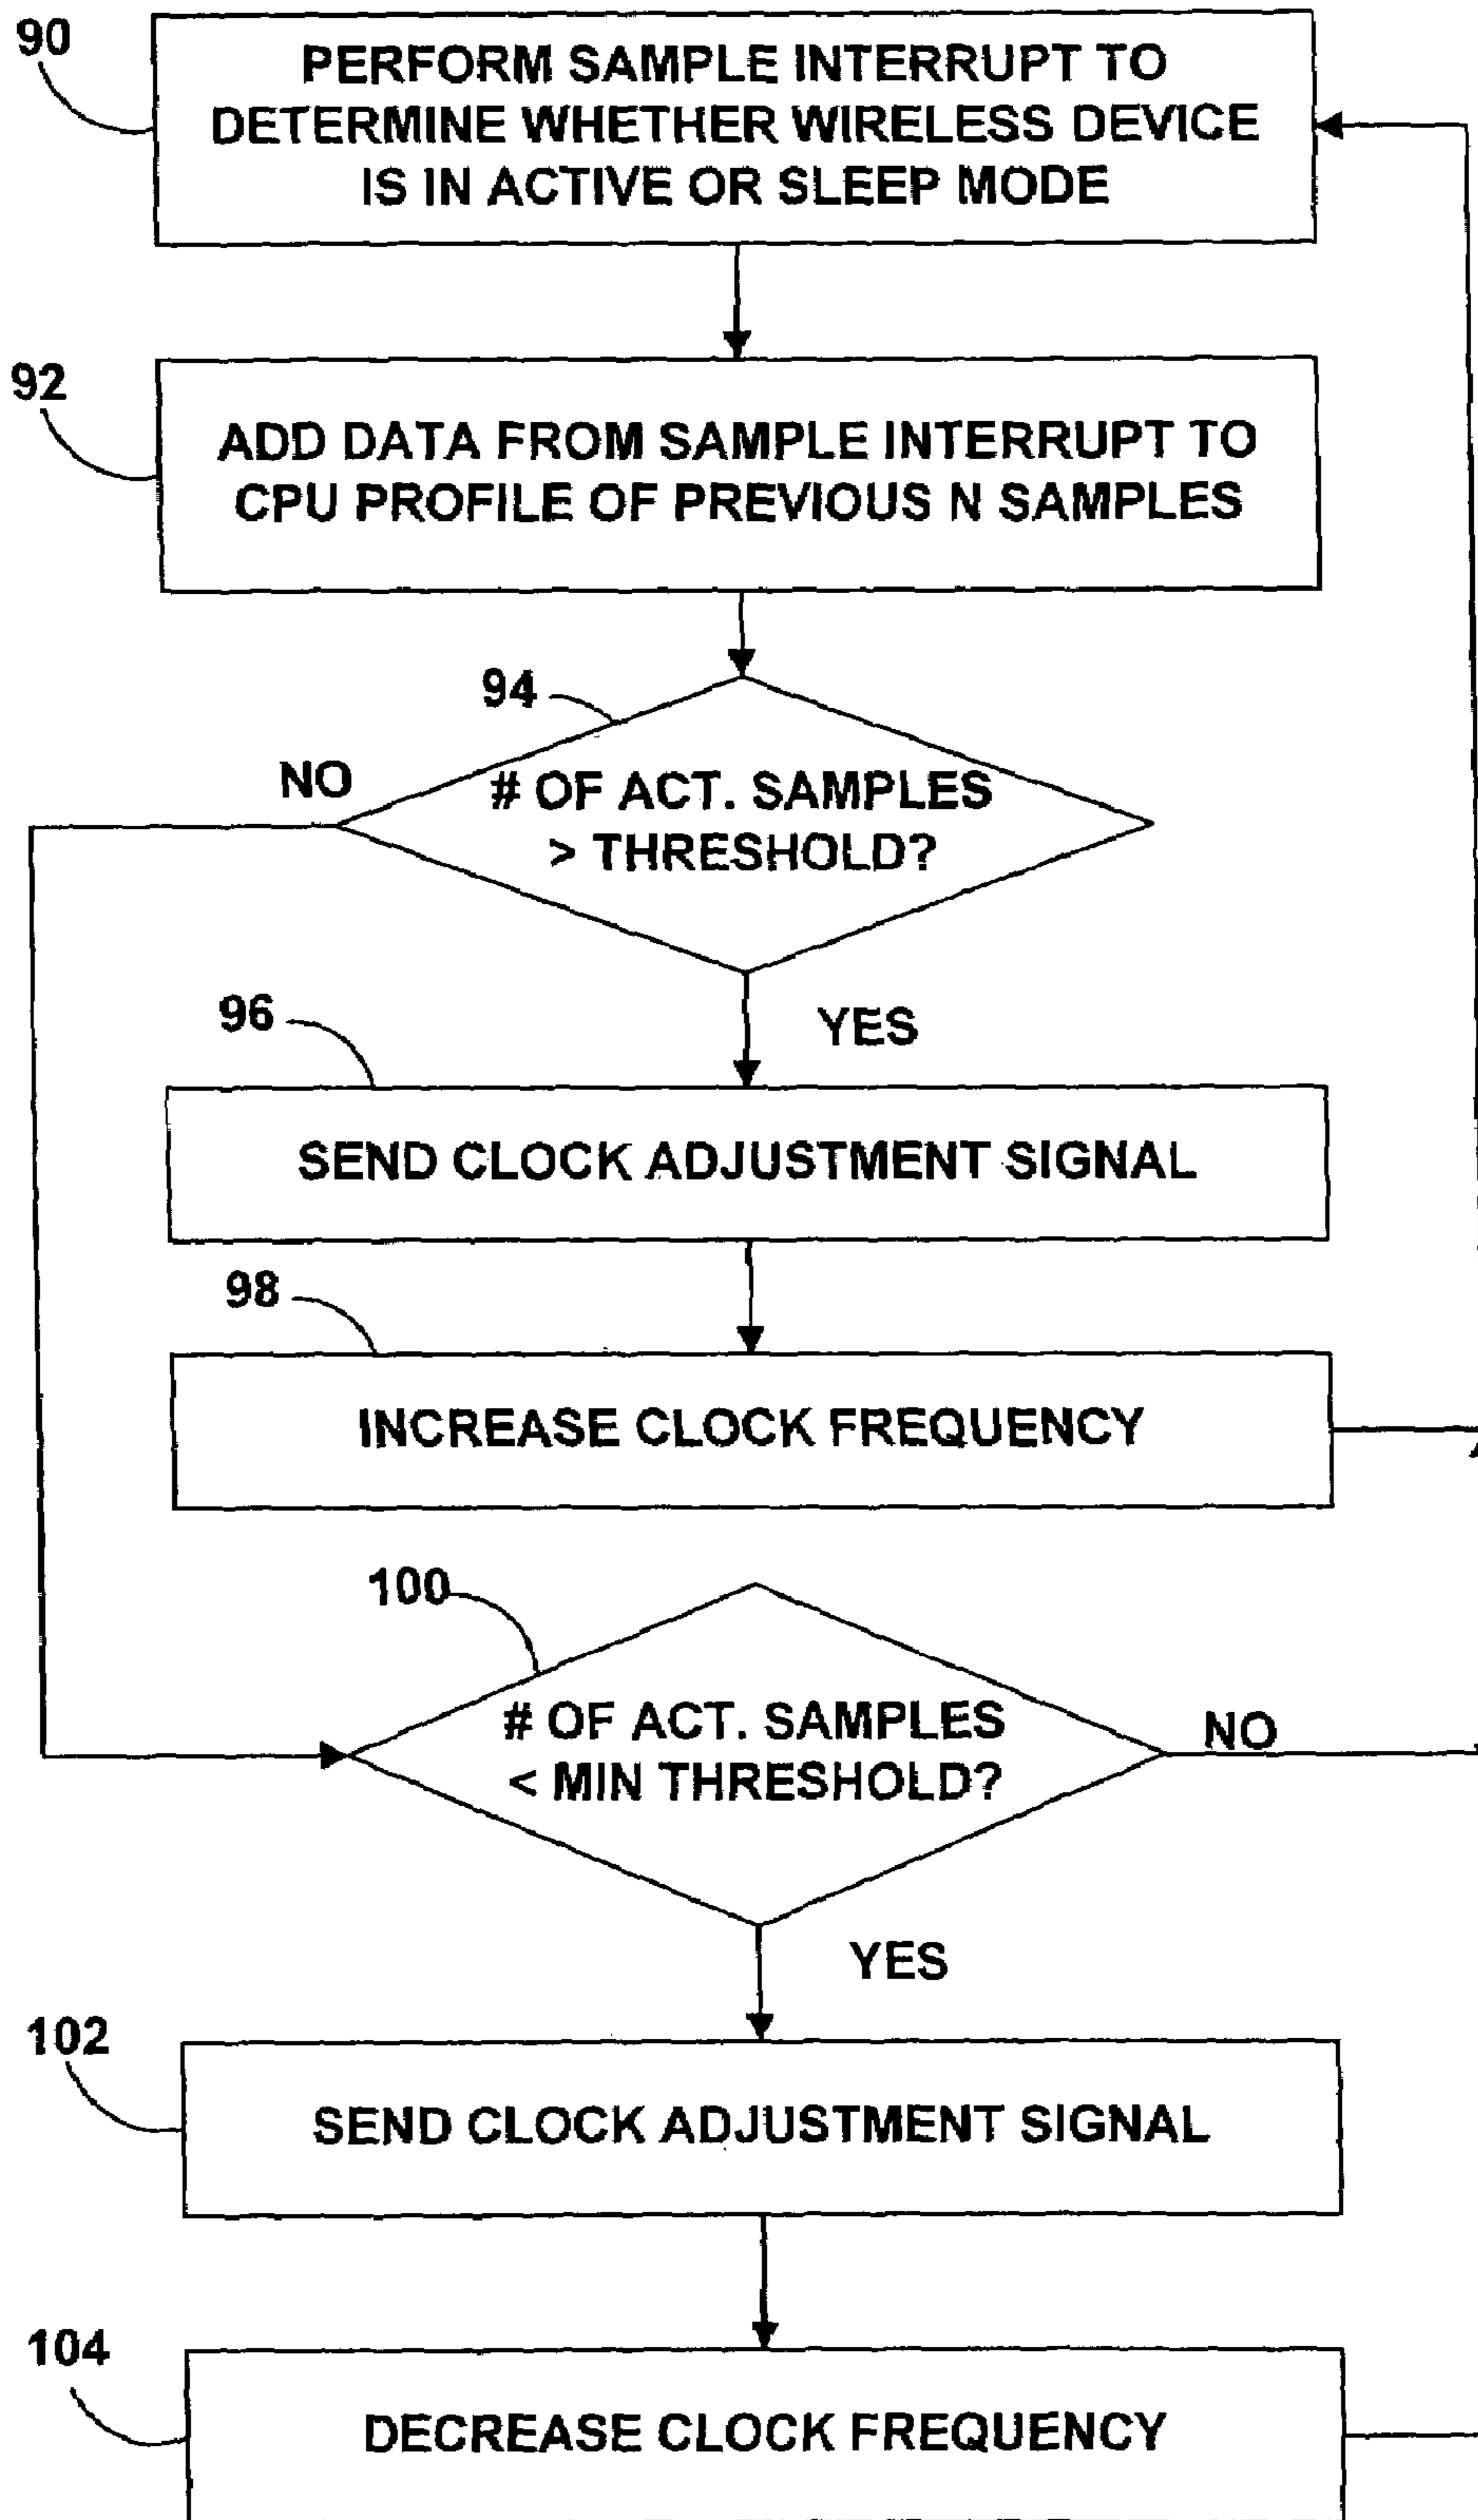 90
PERFORM SAMPLE INTERRUPT TO
DETERMINE WHETHER WIRELESS DEVICE
IS IN ACTIVE OR SLEEP MODE
92
ADD DATA FROM SAMPLE INTERRUPT TO
CPU PROFILE OF PREVIOUS N SAMPLES
94
NO
# OF ACT. SAMPLES
> THRESHOLD?
YES
96
SEND CLOCK ADJUSTMENT SIGNAL
98
INCREASE CLOCK FREQUENCY
100
# OF ACT. SAMPLES
< MIN THRESHOLD?
NO
YES
102
SEND CLOCK ADJUSTMENT SIGNAL
104
DECREASE CLOCK FREQUENCY